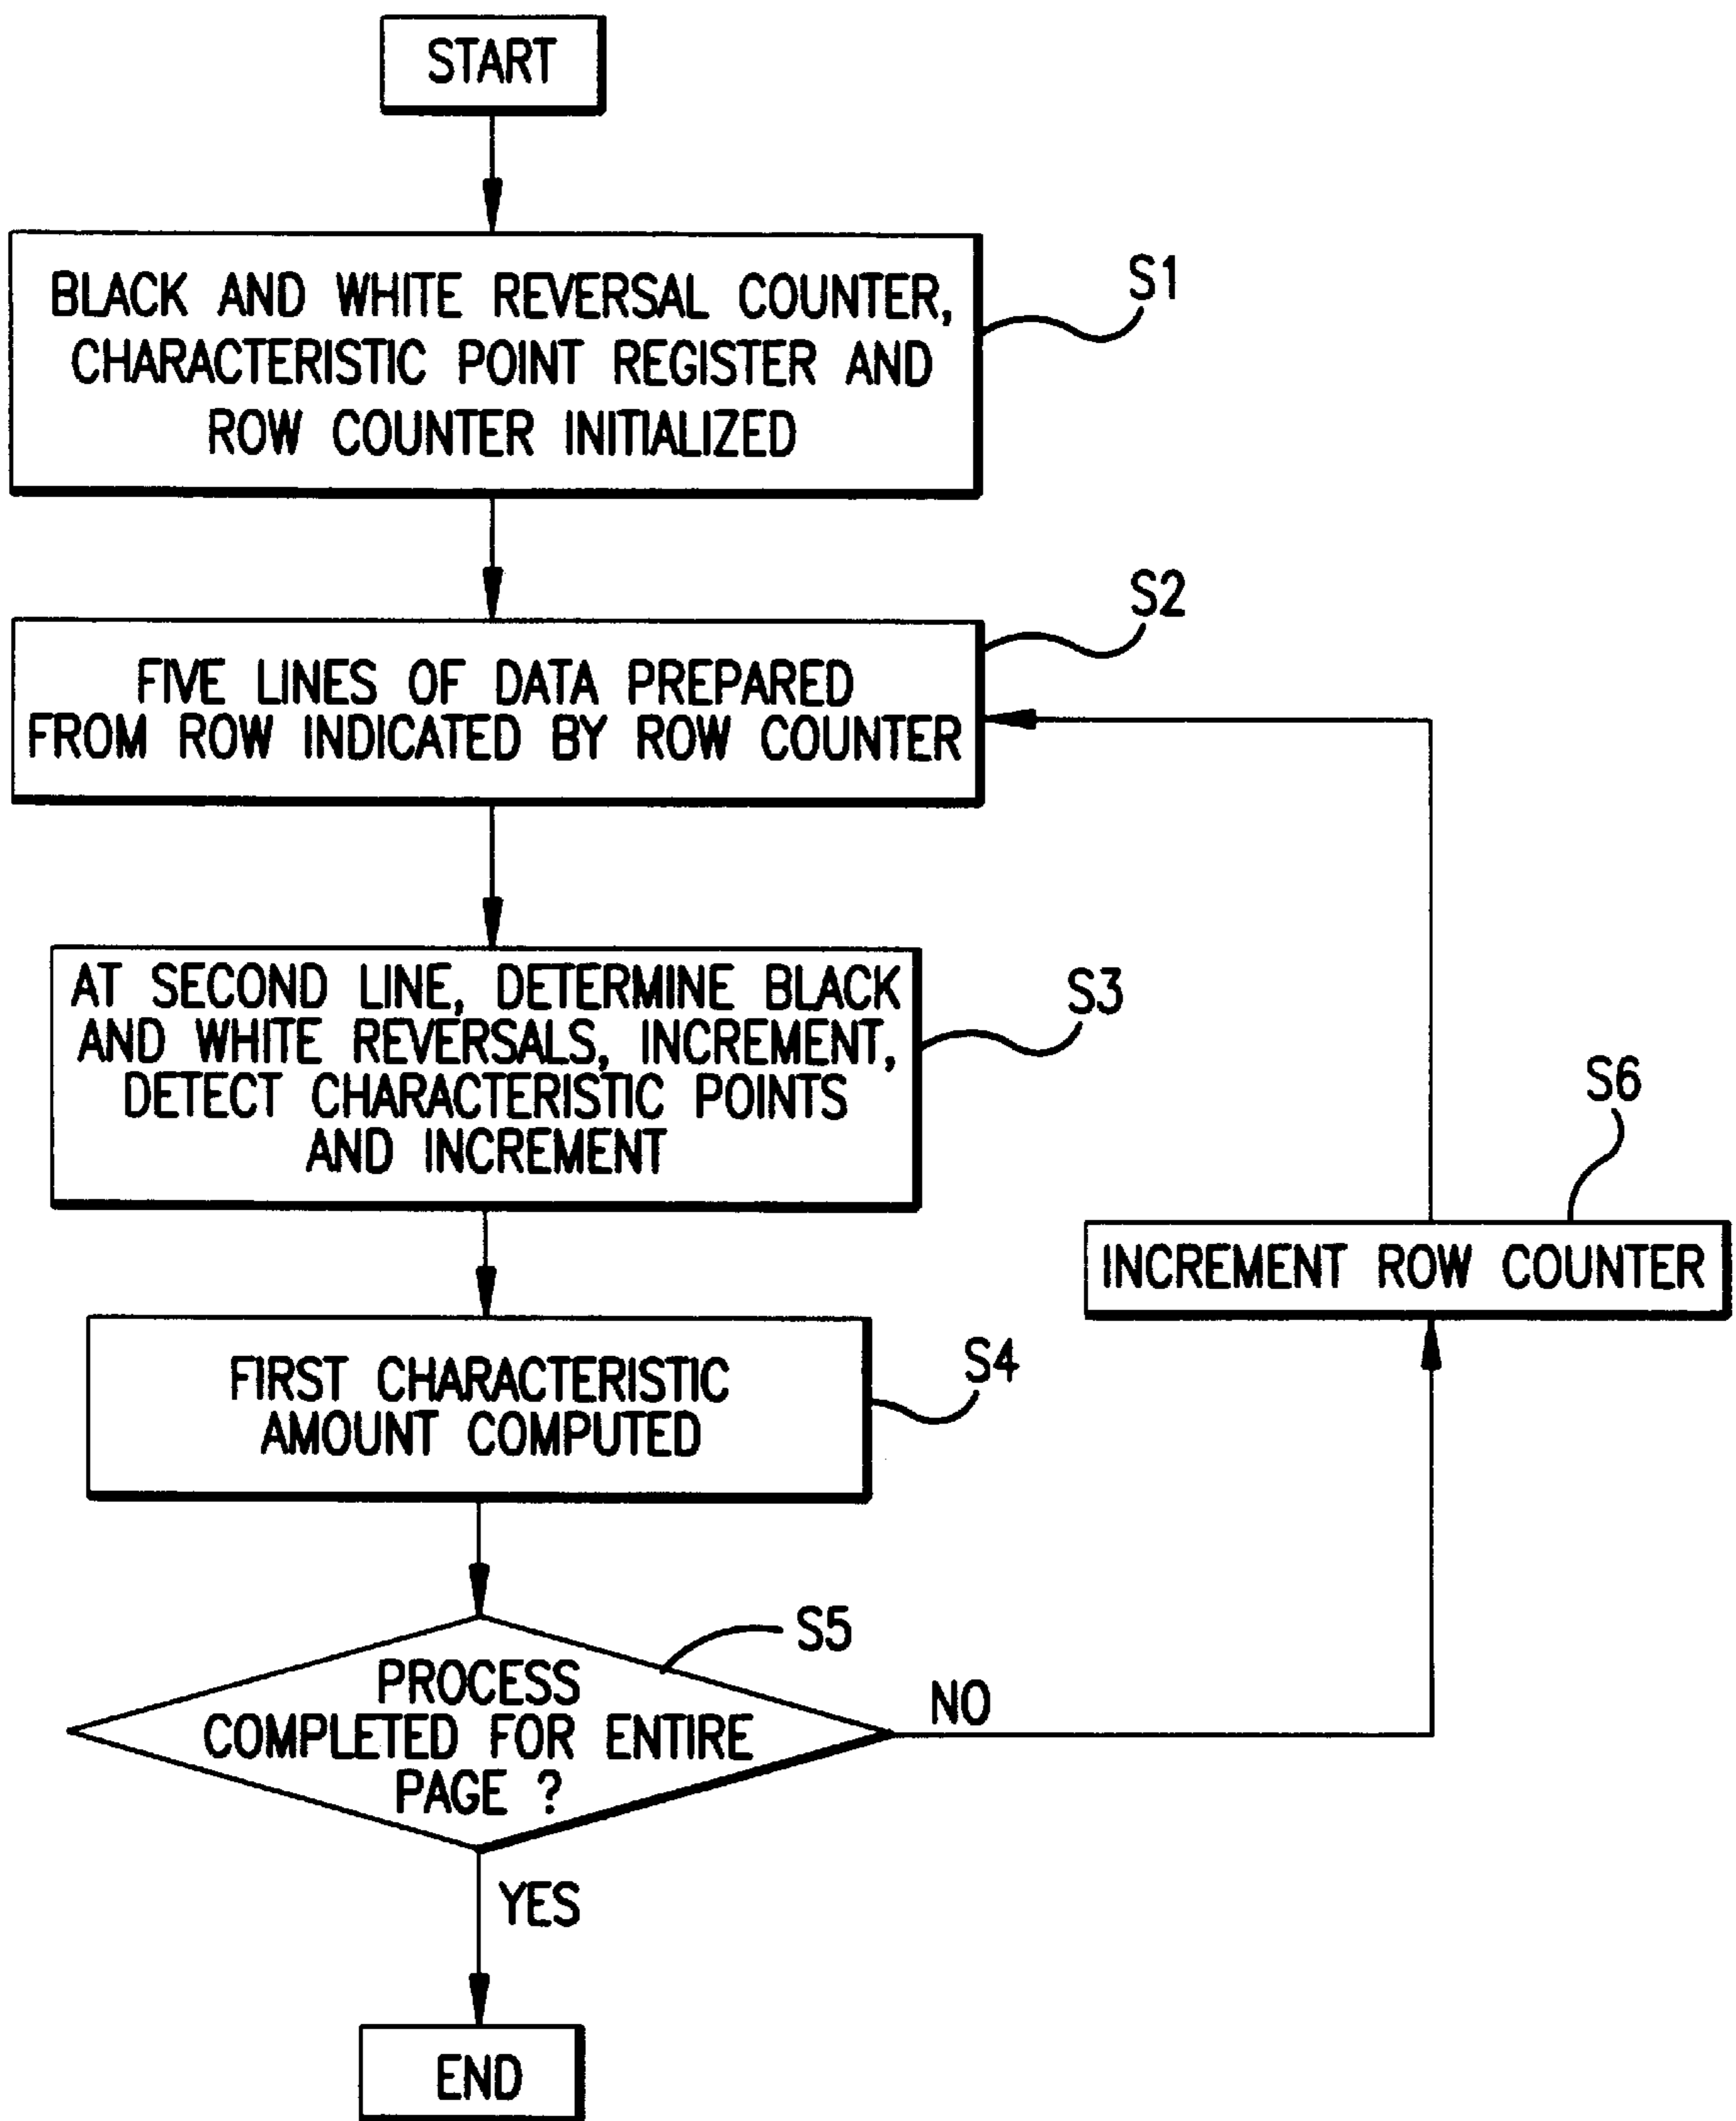 START
BLACK AND WHITE REVERSAL COUNTER,
CHARACTERISTIC POINT REGISTER AND
ROW COUNTER INITIALIZED
S1
FIVE LINES OF DATA PREPARED
FROM ROW INDICATED BY ROW COUNTER
S2
AT SECOND LINE, DETERMINE BLACK
AND WHITE REVERSALS, INCREMENT,
DETECT CHARACTERISTIC POINTS
AND INCREMENT
S3
FIRST CHARACTERISTIC
AMOUNT COMPUTED
S4
PROCESS
COMPLETED FOR ENTIRE
PAGE ?
S5
NO
INCREMENT ROW COUNTER
S6
YES
END